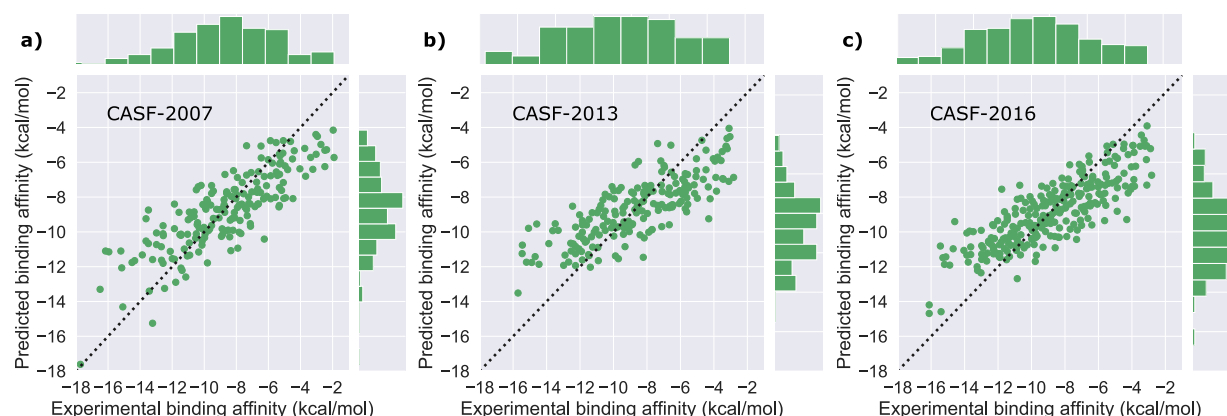 a)
CASF-2007
Predicted binding affinity (kcal/mol)
−2
−4
−6
−8
−10
−12
−14
−16
−18
−18 −16 −14 −12 −10 −8 −6 −4 −2
Experimental binding affinity (kcal/mol)
b)
CASF-2013
Predicted binding affinity (kcal/mol)
−2
−4
−6
−8
−10
−12
−14
−16
−18
−18 −16 −14 −12 −10 −8 −6 −4 −2
Experimental binding affinity (kcal/mol)
c)
CASF-2016
Predicted binding affinity (kcal/mol)
−2
−4
−6
−8
−10
−12
−14
−16
−18
−18 −16 −14 −12 −10 −8 −6 −4 −2
Experimental binding affinity (kcal/mol)